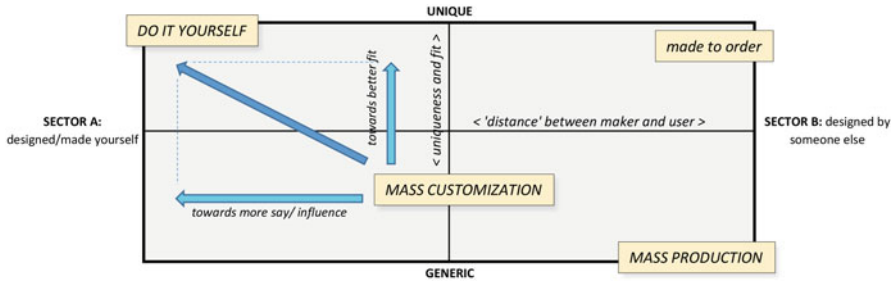 UNIQUE
DO IT YOURSELF
made to order
towards better fit
< uniqueness and fit >
SECTOR A:
designed/made yourself
< 'distance' between maker and user >
SECTOR B: designed by
someone else
MASS CUSTOMIZATION
towards more say/ influence
MASS PRODUCTION
GENERIC